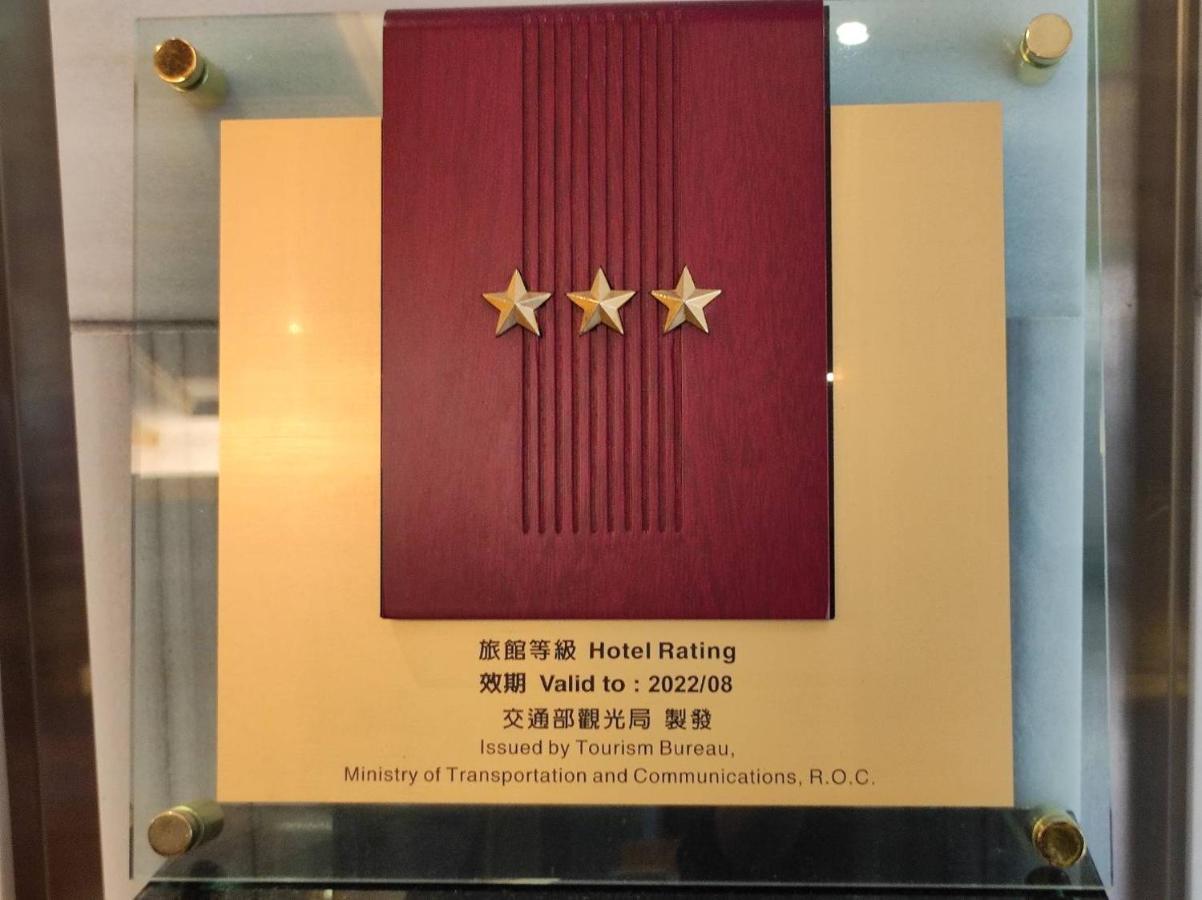 旅館等級 Hotel Rating
效期 Valid to : 2022/08
交通部觀光局 製發
Issued by Tourism Bureau,
Ministry of Transportation and Communications, R.O.C.